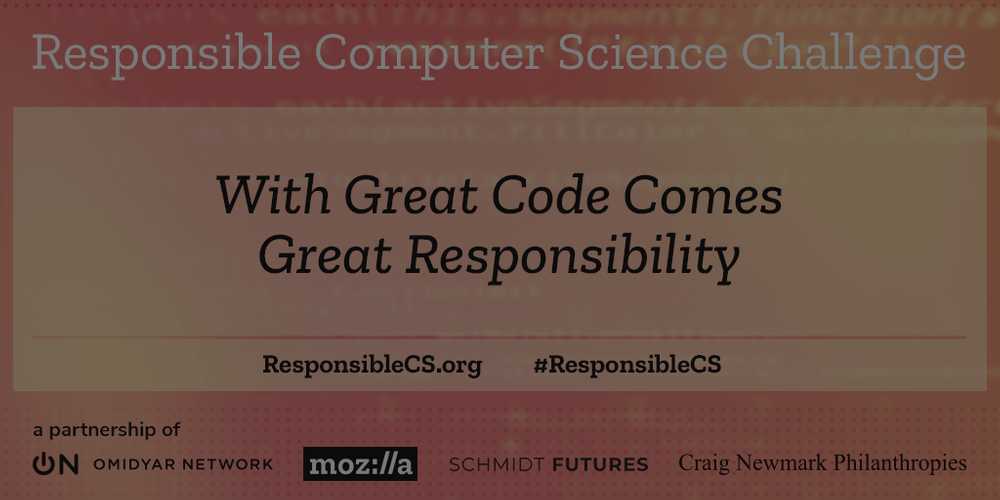 Responsible Computer Science Challenge
With Great Code Comes
Great Responsibility
ResponsibleCS.org #ResponsibleCS
a partnership of
ON OMIDYAR NETWORK moz://a SCHMIDT FUTURES Craig Newmark Philanthropies